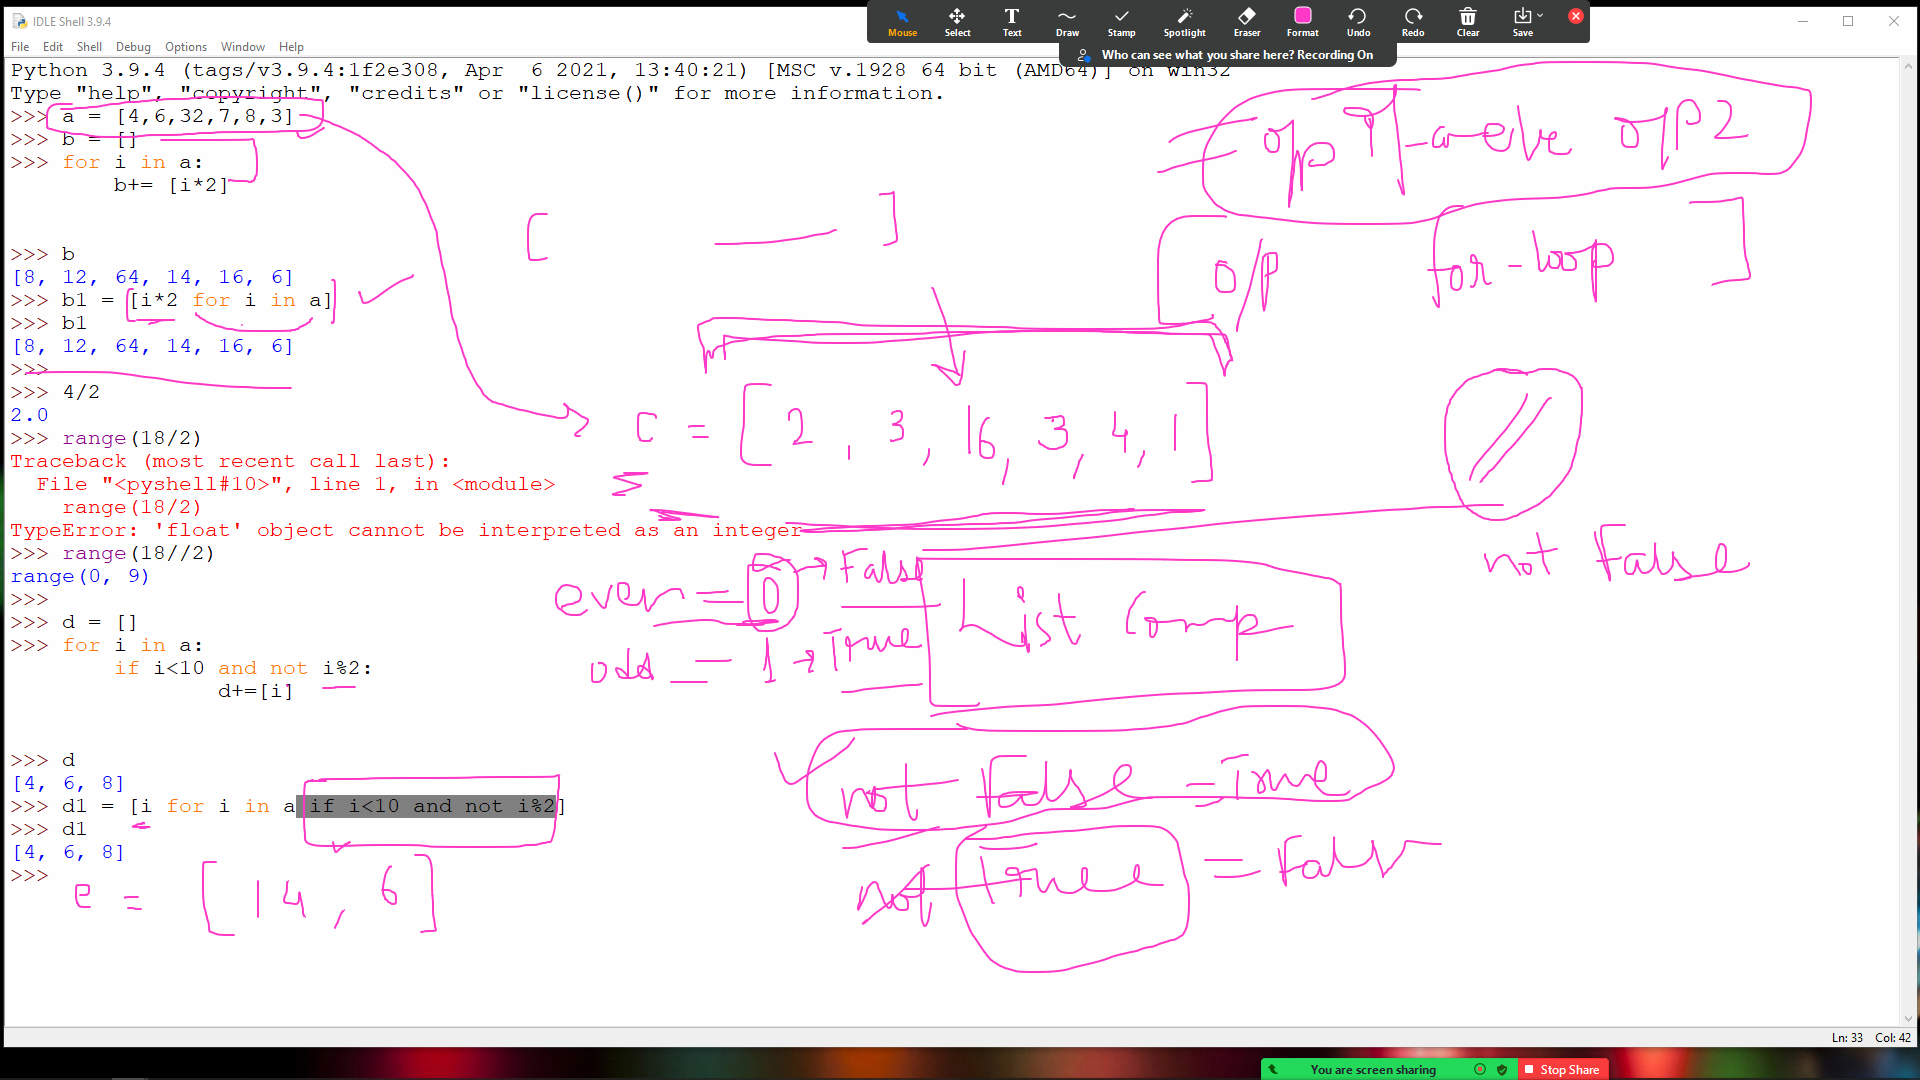 IDLE Shell 3.9.4
File Edit Shell Debug Options Window Help
Mouse Select Text Draw Stamp Spotlight Eraser Format Undo Redo Clear Save
Who can see what you share here? Recording On
Python 3.9.4 (tags/v3.9.4:1f2e308, Apr  6 2021, 13:40:21) [MSC v.1928 64 bit (AMD64)] on win32
Type "help", "copyright", "credits" or "license()" for more information.
>>> a = [4,6,32,7,8,3]
>>> b = []
>>> for i in a:
b+= [i*2]
>>> b
[8, 12, 64, 14, 16, 6]
>>> b1 = [i*2 for i in a]
>>> b1
[8, 12, 64, 14, 16, 6]
>>>
>>> 4/2
2.0
>>> range(18/2)
Traceback (most recent call last):
File "<pyshell#10>", line 1, in <module>
range(18/2)
TypeError: 'float' object cannot be interpreted as an integer
>>> range(18//2)
range(0, 9)
>>>
>>> d = []
>>> for i in a:
if i<10 and not i%2:
d+=[i]
>>> d
[4, 6, 8]
>>> d1 = [i for i in a if i<10 and not i%2]
>>> d1
[4, 6, 8]
>>>
e = [14, 6]
[ ]
o/p for-loop ]
c = [2, 3, 16, 3, 4, 1]
even = 0 → False
odd = 1 → True
List Comp
not False
not False = True
not True = False
Ln: 33 Col: 42
You are screen sharing Stop Share